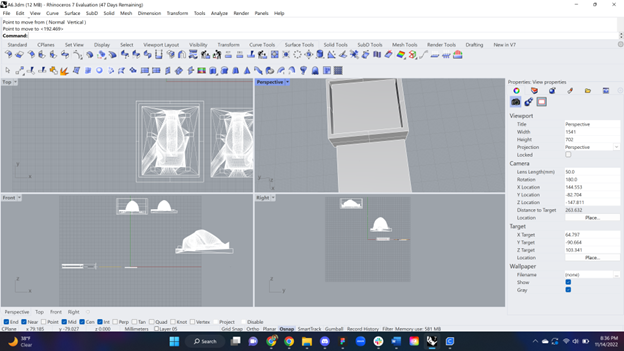 A6.3dm (12 MB) - Rhinoceros 7 Evaluation (47 Days Remaining)
File Edit View Curve Surface SubD Solid Mesh Dimension Transform Tools Analyze Render Panels Help
Point to move from ( Normal Vertical )
Point to move to <192.469>
Command:
Standard CPlanes Set View Display Select Viewport Layout Visibility Transform Curve Tools Surface Tools Solid Tools SubD Tools Mesh Tools Render Tools Drafting New in V7
Top
Perspective
Front
Right
Properties: View properties
Viewport
Title Perspective
Width 1541
Height 702
Projection Perspective
Locked
Camera
Lens Length(mm) 50.0
Rotation 180.0
X Location 144.553
Y Location -82.704
Z Location -147.811
Distance to Target 263.632
Location Place...
Target
X Target 64.797
Y Target -90.664
Z Target 103.341
Location Place...
Wallpaper
Filename (none)
Show
Gray
Perspective Top Front Right
End Near Point Mid Cen Int Perp Tan Quad Knot Vertex Project Disable
CPlane x 79.185 y -79.027 z 0.000 Millimeters Layer 05 Grid Snap Ortho Planar Osnap SmartTrack Gumball Record History Filter Memory use: 581 MB
38°F
Clear
Search
8:36 PM
11/14/2022